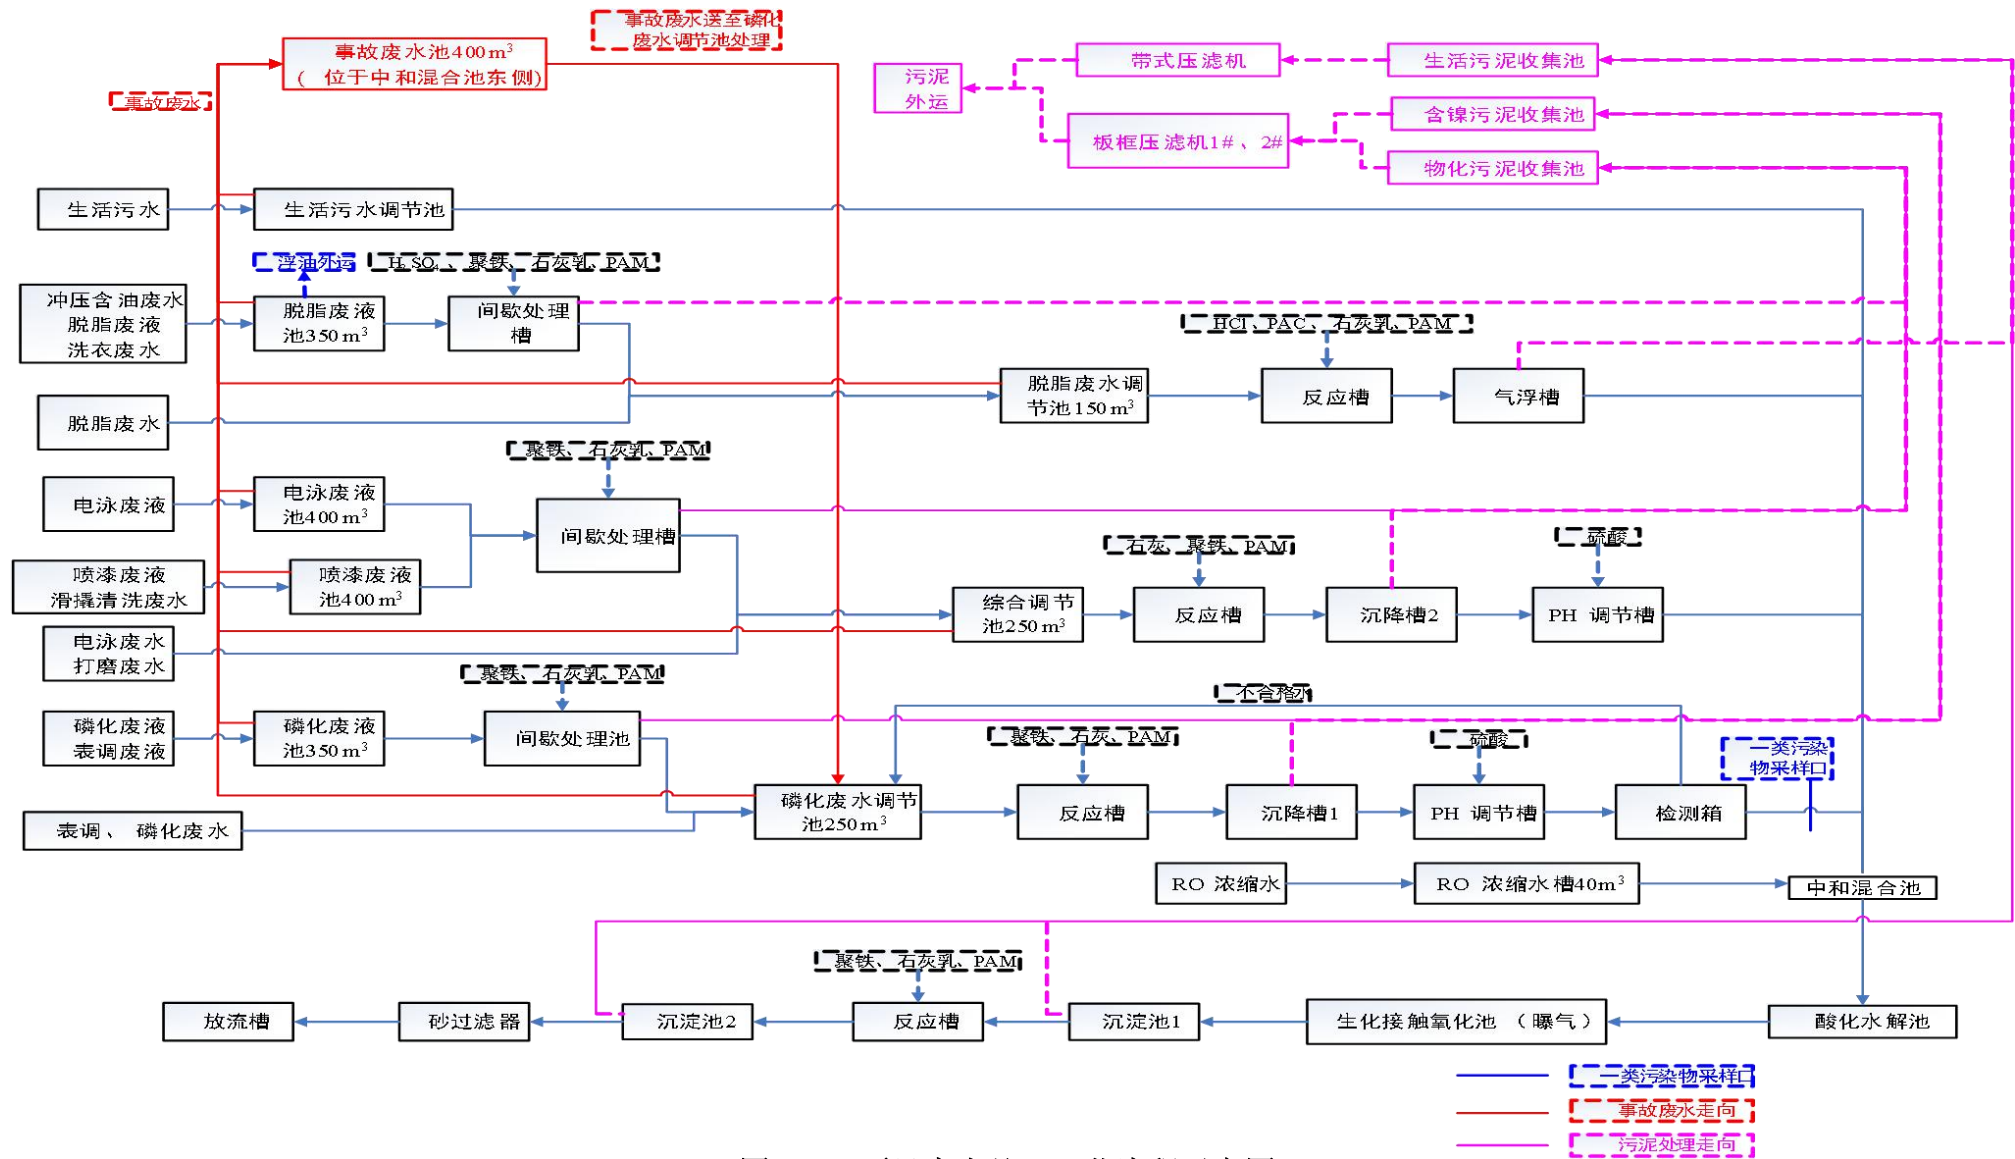 事故废水送至磷化
废水调节池处理
事故废水池400m³
( 位于中和混合池东侧)
事故废水
污泥
外运
带式压滤机
生活污泥收集池
板框压滤机1#、2#
含镍污泥收集池
物化污泥收集池
生活污水
生活污水调节池
浮油外运
H₂SO₄、聚铁、石灰乳、PAM
冲压含油废水
脱脂废液
洗衣废水
脱脂废液
池350m³
间歇处理
槽
HCl、PAC、石灰乳、PAM
脱脂废水
脱脂废水调
节池150m³
反应槽
气浮槽
聚铁、石灰乳、PAM
电泳废液
电泳废液
池400m³
间歇处理槽
喷漆废液
滑撬清洗废水
喷漆废液
池400m³
石灰、聚铁、PAM
硫酸
电泳废水
打磨废水
综合调节
池250m³
反应槽
沉降槽2
PH 调节槽
聚铁、石灰乳、PAM
不合格水
磷化废液
表调废液
磷化废液
池350m³
间歇处理池
聚铁、石灰、PAM
硫酸
一类污染
物采样口
表调、磷化废水
磷化废水调节
池250m³
反应槽
沉降槽1
PH 调节槽
检测箱
RO 浓缩水
RO 浓缩水槽40m³
中和混合池
聚铁、石灰乳、PAM
放流槽
砂过滤器
沉淀池2
反应槽
沉淀池1
生化接触氧化池 （曝气）
酸化水解池
一类污染物采样口
事故废水走向
污泥处理走向